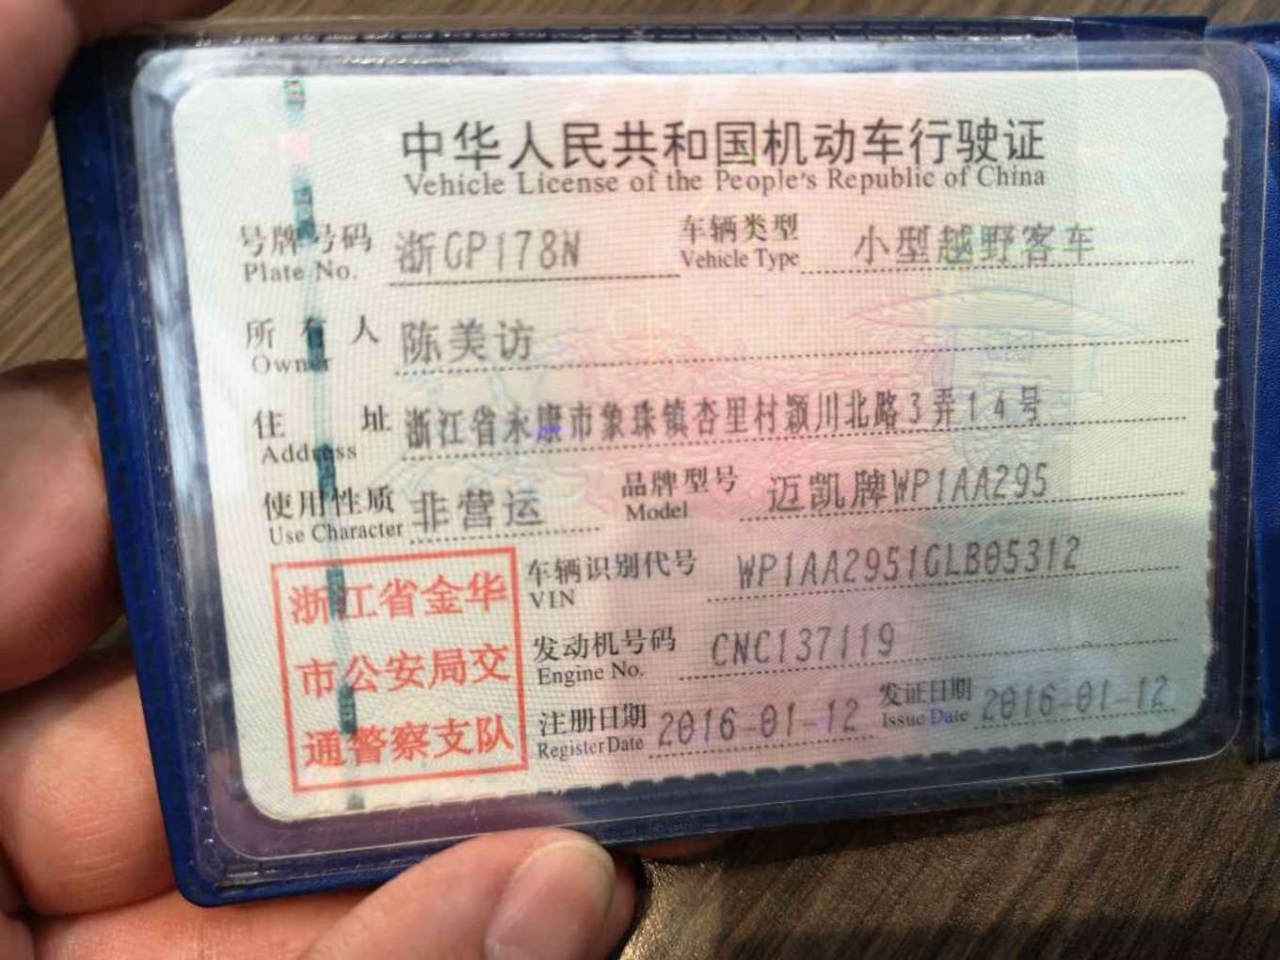 中华人民共和国机动车行驶证
Vehicle License of the People's Republic of China
号牌号码 浙GP178N 车辆类型 小型越野客车
Plate No. Vehicle Type
所有人 陈美访
Owner
住址 浙江省永康市象珠镇杏里村颍川北路3弄14号
Address
使用性质 非营运 品牌型号 迈凯牌WP1AA295
Use Character Model
浙江省金华
市公安局交
通警察支队
车辆识别代号 WP1AA2951GLB05312
VIN
发动机号码 CNC137119
Engine No.
注册日期 2016-01-12 发证日期 2016-01-12
Register Date Issue Date